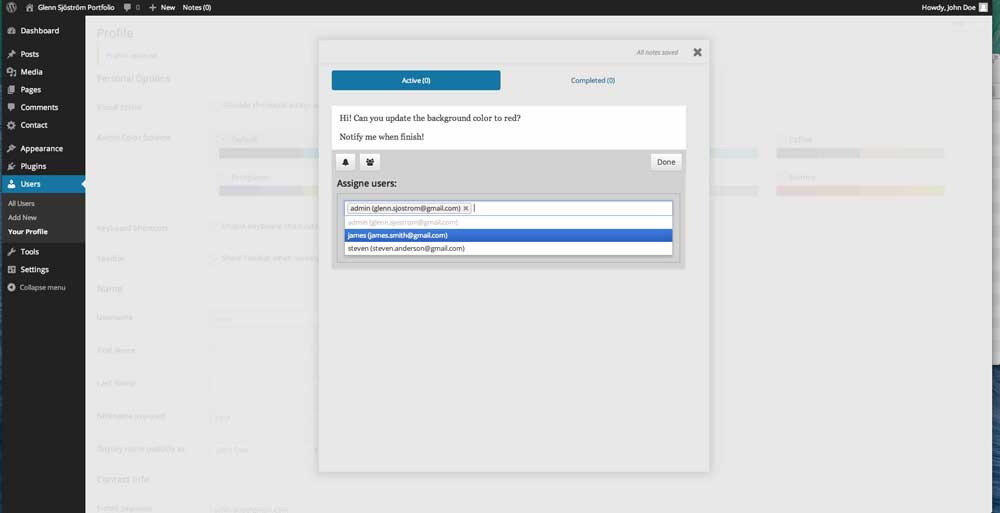 Glenn Sjöström Portfolio
0
New
Notes (0)
Howdy, John Doe
Dashboard
Posts
Media
Pages
Comments
Contact
Appearance
Plugins
Users
All Users
Add New
Your Profile
Tools
Settings
Collapse menu
Profile
Personal Options
Visual Editor
Admin Color Scheme
Default
Coffee
Keyboard Shortcuts
Toolbar
Name
Username
First Name
Last Name
Nickname (required)
Display name publicly as
Contact Info
E-mail (required)
All notes saved
Active (0)
Completed (0)
Hi! Can you update the background color to red?
Notify me when finish!
Done
Assigne users:
admin (glenn.sjostrom@gmail.com)
admin (glenn.sjostrom@gmail.com)
james (james.smith@gmail.com)
steven (steven.anderson@gmail.com)